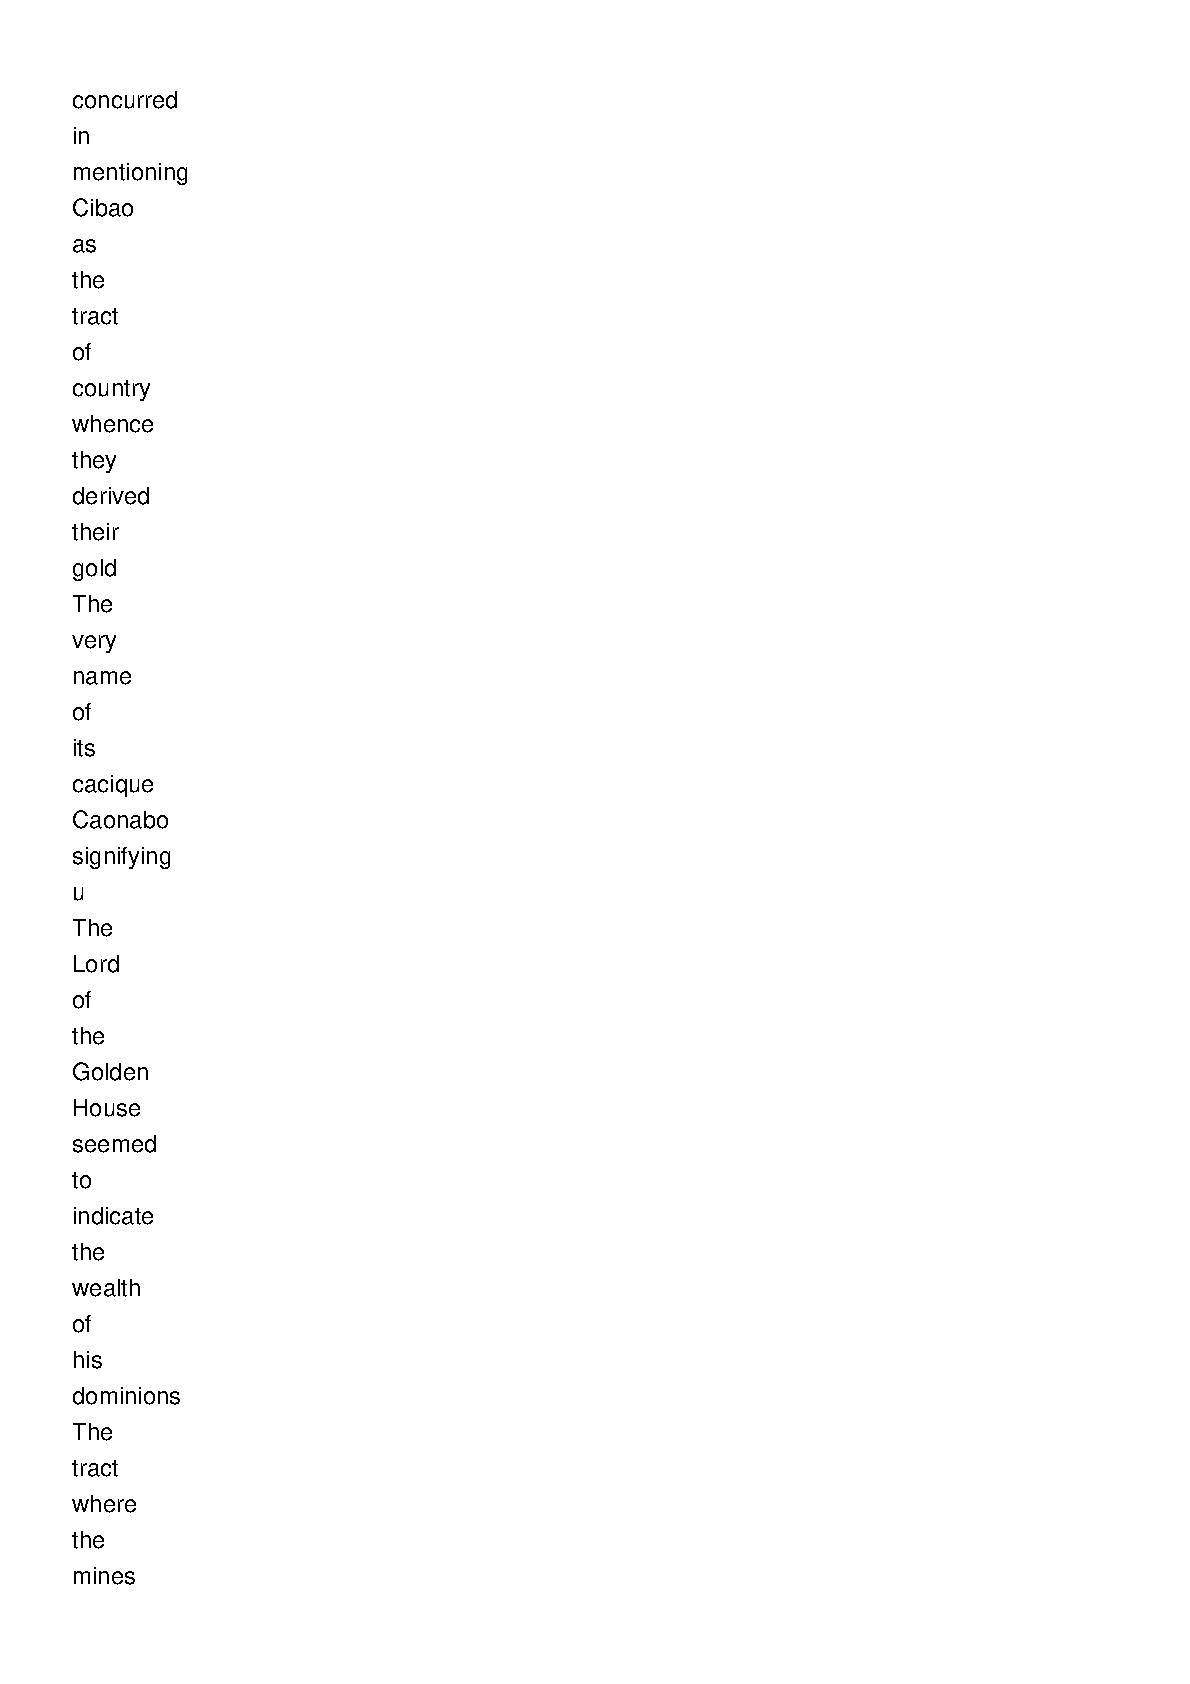 concurred
in
mentioning
Cibao
as
the
tract
of
country
whence
they
derived
their
gold
The
very
name
of
its
cacique
Caonabo
signifying
u
The
Lord
of
the
Golden
House
seemed
to
indicate
the
wealth
of
his
dominions
The
tract
where
the
mines